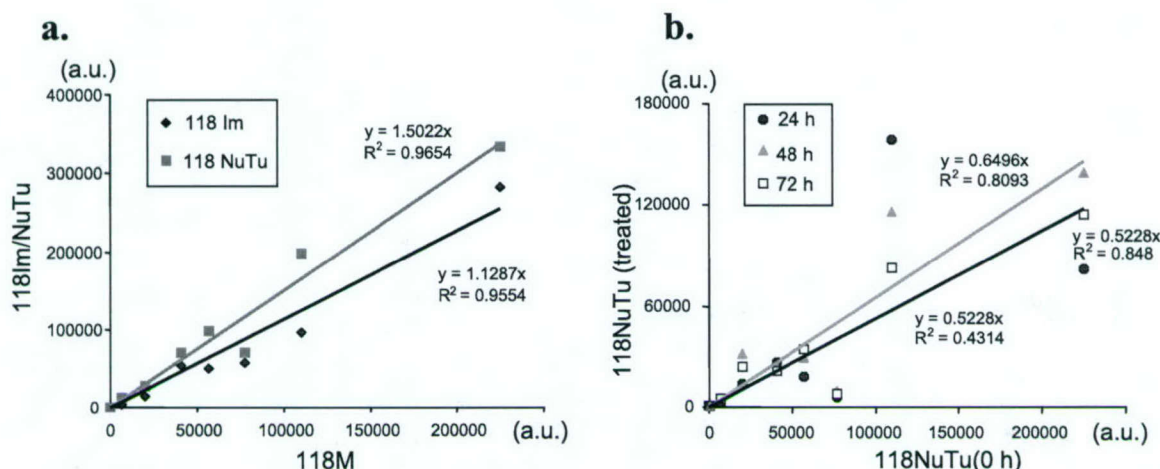 a.
(a.u.)
400000
300000
200000
100000
0
118Im/NuTu
118 Im
118 NuTu
y = 1.5022x
R² = 0.9654
y = 1.1287x
R² = 0.9554
0 50000 100000 150000 200000 (a.u.)
118M
b.
(a.u.)
180000
120000
60000
0
118NuTu (treated)
24 h
48 h
72 h
y = 0.6496x
R² = 0.8093
y = 0.5228x
R² = 0.848
y = 0.5228x
R² = 0.4314
0 50000 100000 150000 200000 (a.u.)
118NuTu(0 h)